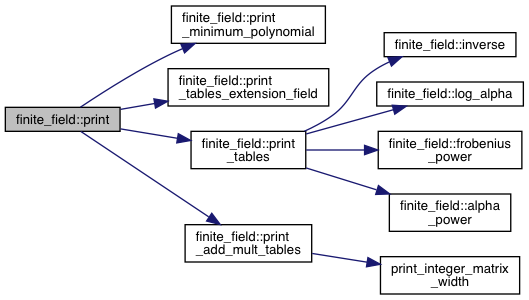 finite_field::print
finite_field::print
_minimum_polynomial
finite_field::print
_tables_extension_field
finite_field::print
_tables
finite_field::print
_add_mult_tables
finite_field::inverse
finite_field::log_alpha
finite_field::frobenius
_power
finite_field::alpha
_power
print_integer_matrix
_width